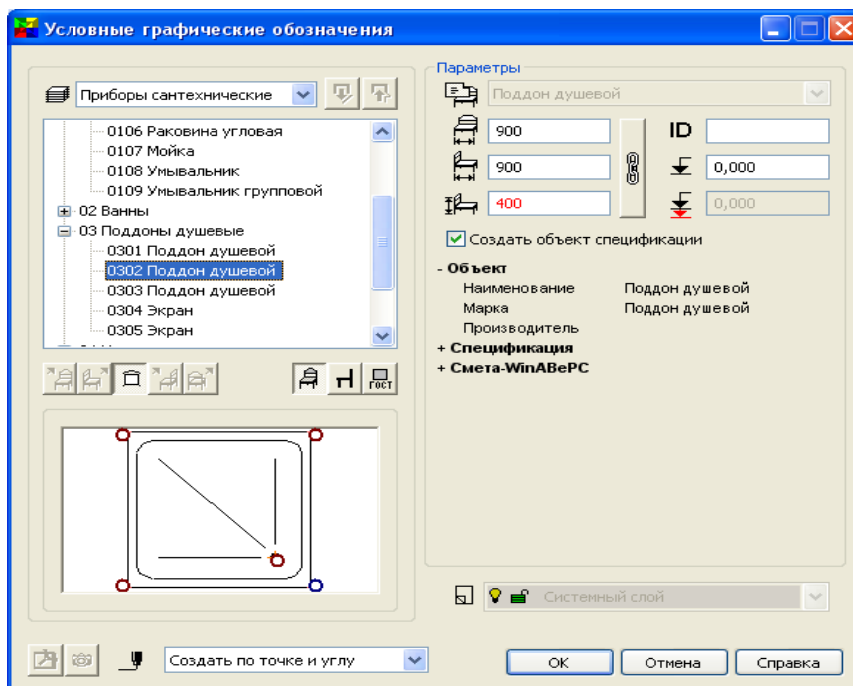 Условные графические обозначения
Приборы сантехнические
0106 Раковина угловая
0107 Мойка
0108 Умывальник
0109 Умывальник групповой
02 Ванны
03 Поддоны душевые
0301 Поддон душевой
0302 Поддон душевой
0303 Поддон душевой
0304 Экран
0305 Экран
ГОСТ
Создать по точке и углу
Параметры
Поддон душевой
900
ID
900
0,000
400
0,000
Создать объект спецификации
- Объект
Наименование Поддон душевой
Марка Поддон душевой
Производитель
+ Спецификация
+ Смета-WinABePC
Системный слой
ОК
Отмена
Справка